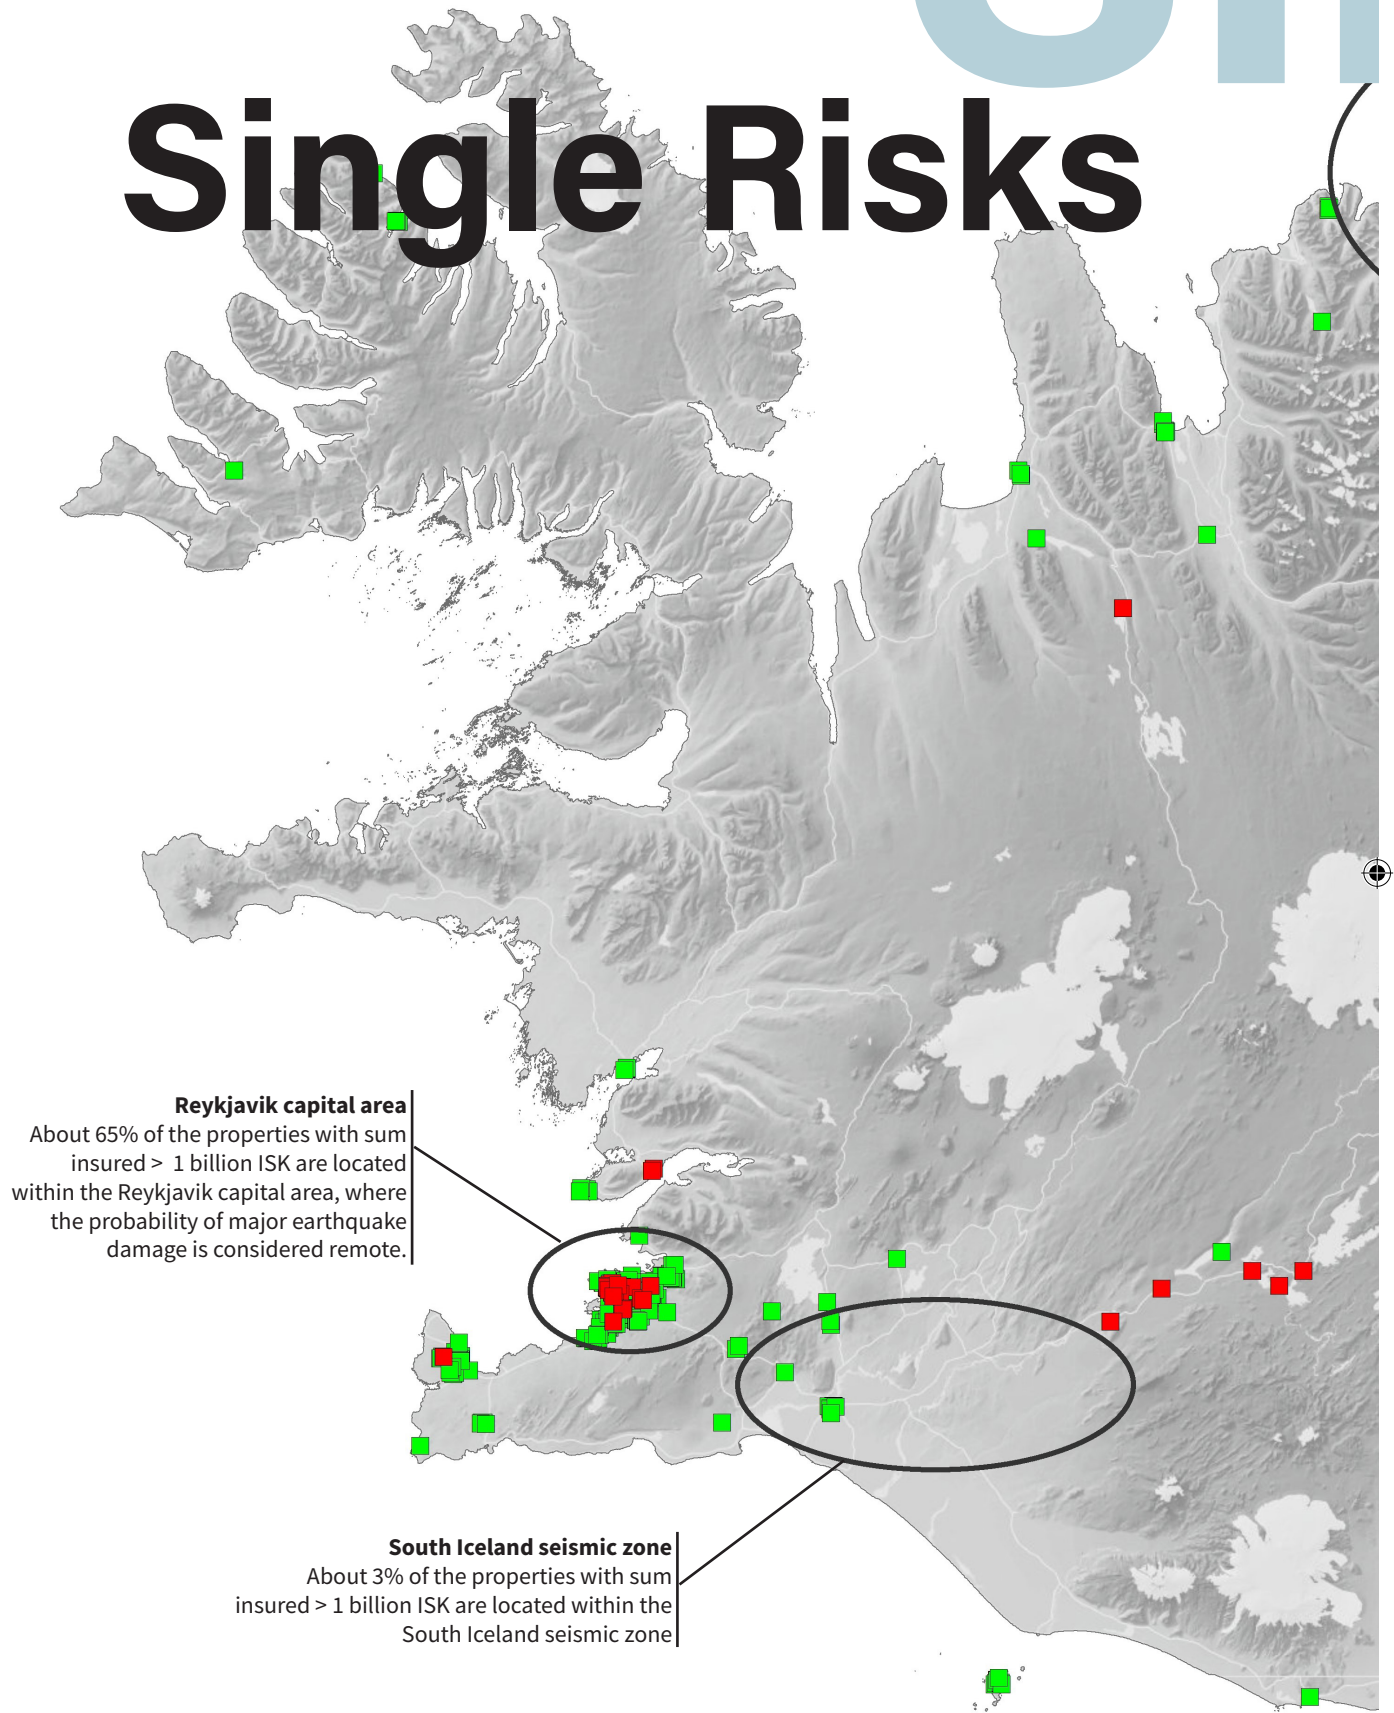 Single Risks
Reykjavik capital area
About 65% of the properties with sum
insured > 1 billion ISK are located
within the Reykjavik capital area, where
the probability of major earthquake
damage is considered remote.
South Iceland seismic zone
About 3% of the properties with sum
insured > 1 billion ISK are located within the
South Iceland seismic zone